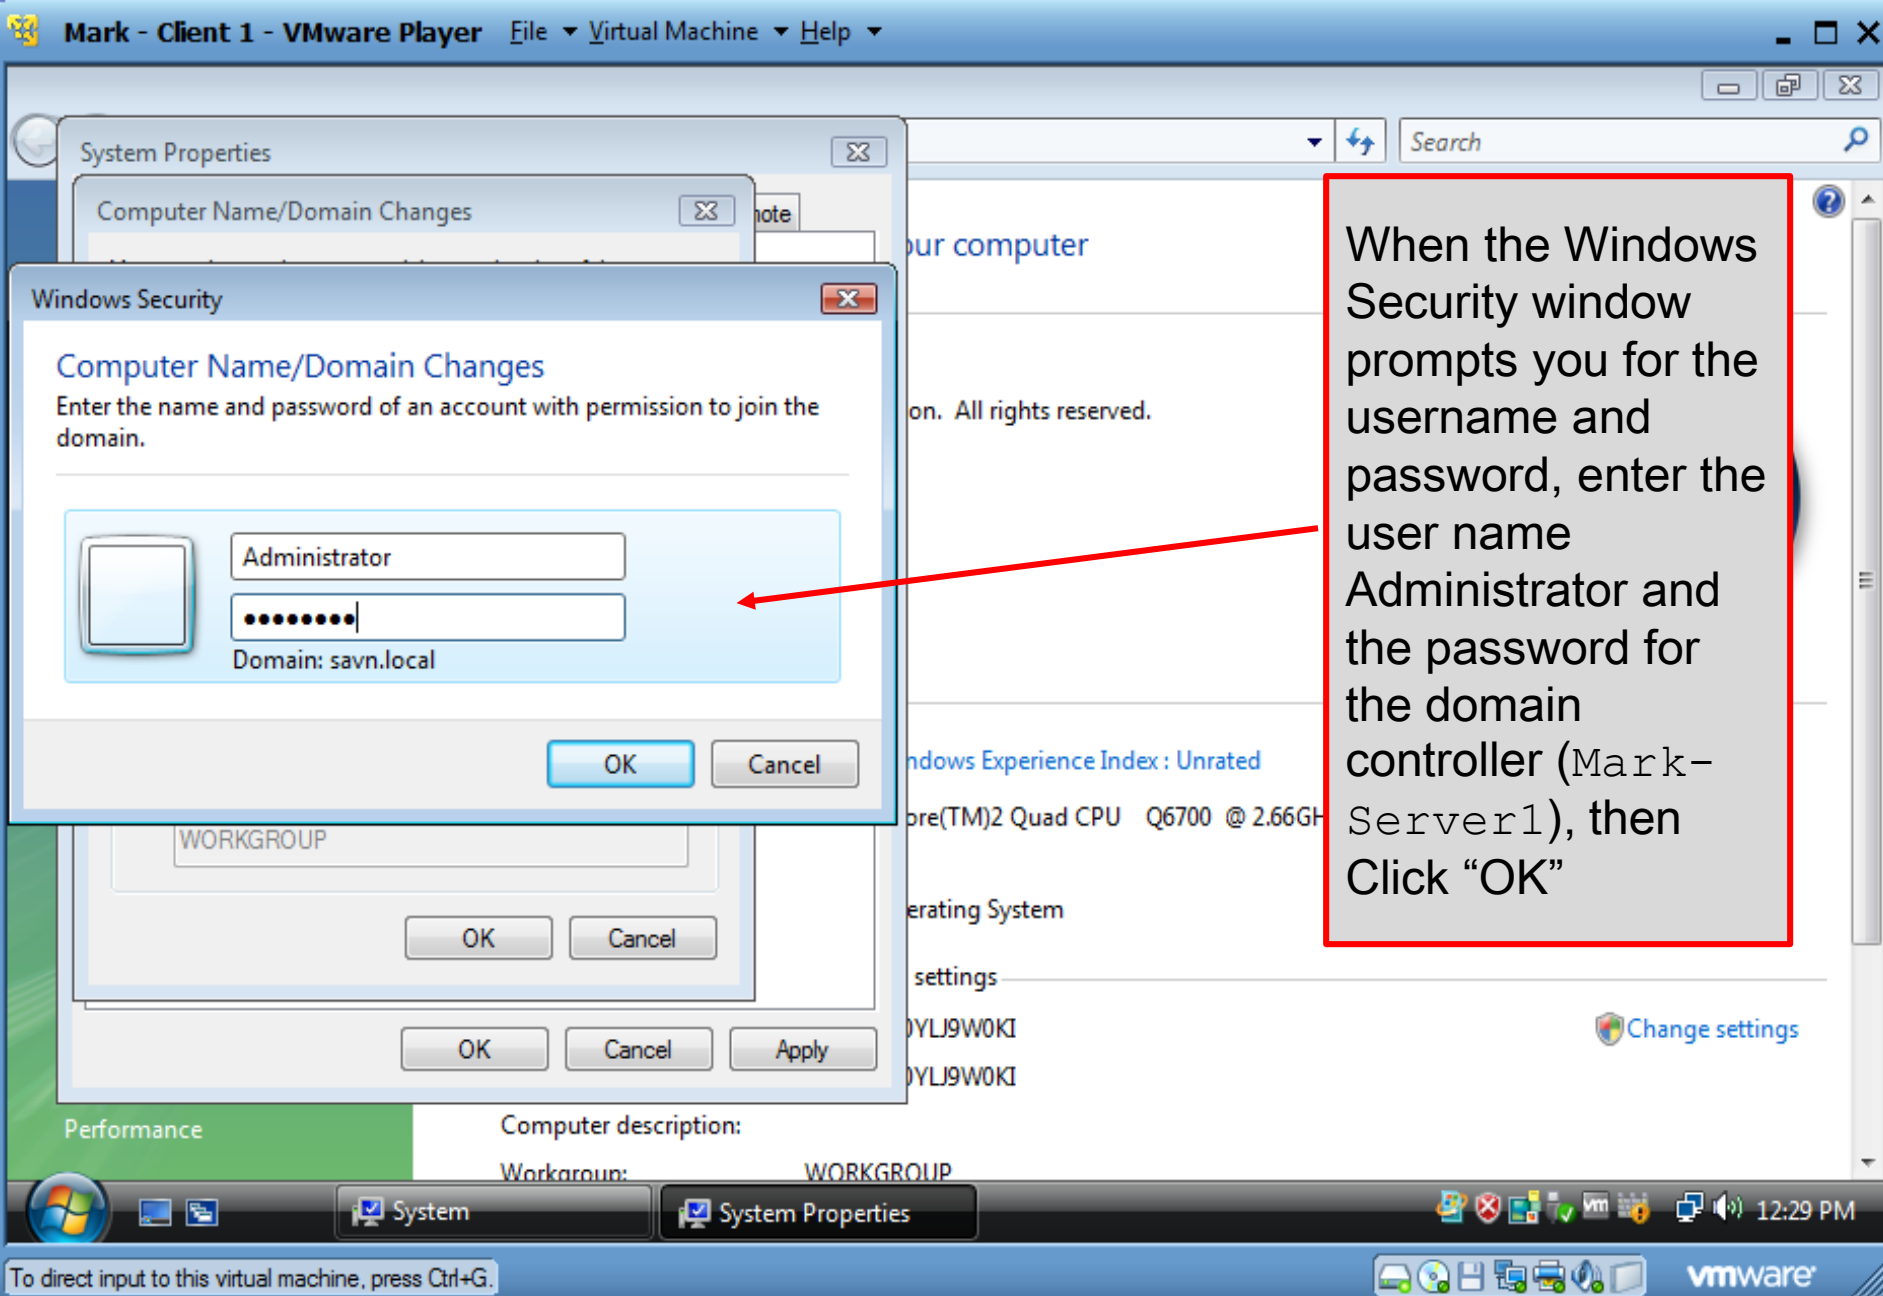 Mark - Client 1 - VMware Player File Virtual Machine Help
Search
System Properties
Computer Name/Domain Changes
note
our computer
Windows Security
Computer Name/Domain Changes
Enter the name and password of an account with permission to join the
domain.
on. All rights reserved.
Administrator
Domain: savn.local
OK Cancel
ndows Experience Index : Unrated
ore(TM)2 Quad CPU Q6700 @ 2.66GH
WORKGROUP
erating System
OK Cancel
settings
0YLJ9W0KI
Change settings
OK Cancel Apply
0YLJ9W0KI
Performance
Computer description:
Workgroup: WORKGROUP
When the Windows
Security window
prompts you for the
username and
password, enter the
user name
Administrator and
the password for
the domain
controller (Mark-
Server1), then
Click “OK”
System
System Properties
vm
12:29 PM
To direct input to this virtual machine, press Ctrl+G.
vmware